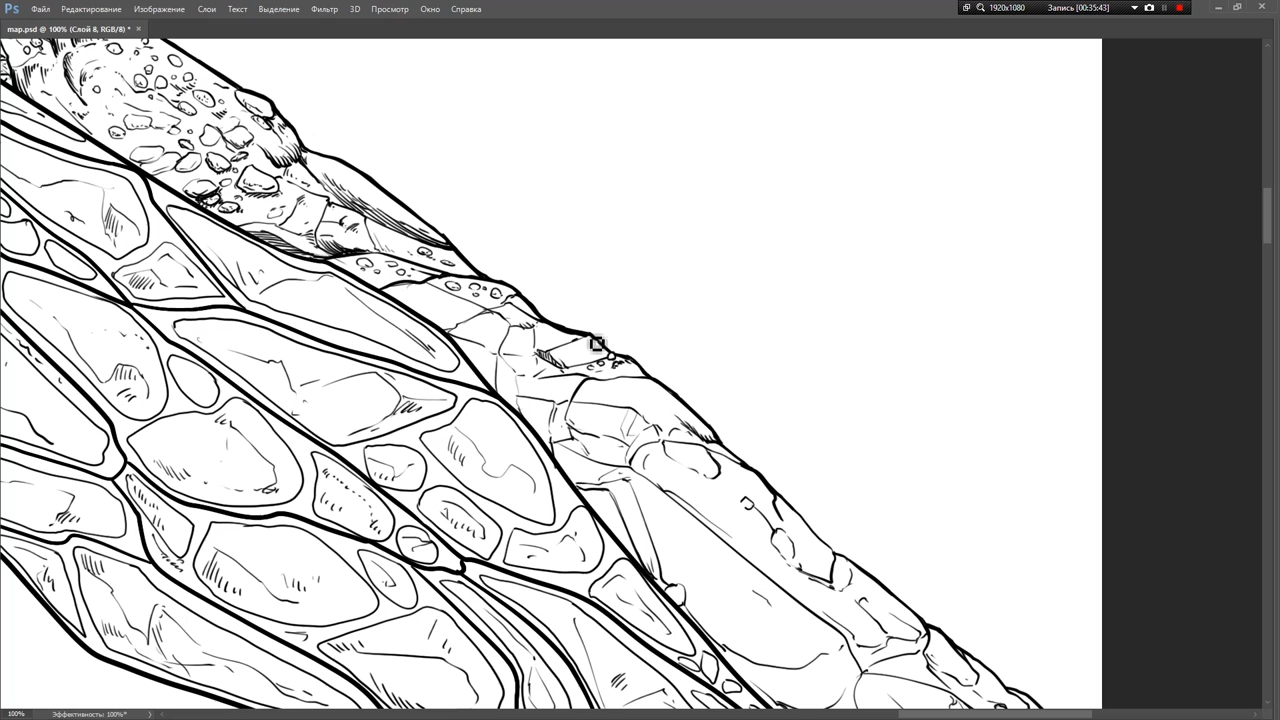 Ps Файл Редактирование Изображение Слои Текст Выделение Фильтр 3D Просмотр Окно Справка 1920x1080 Запись [00:35:43]
map.psd @ 100% (Слой 8, RGB/8) * ×
100% Эффективность: 100%*